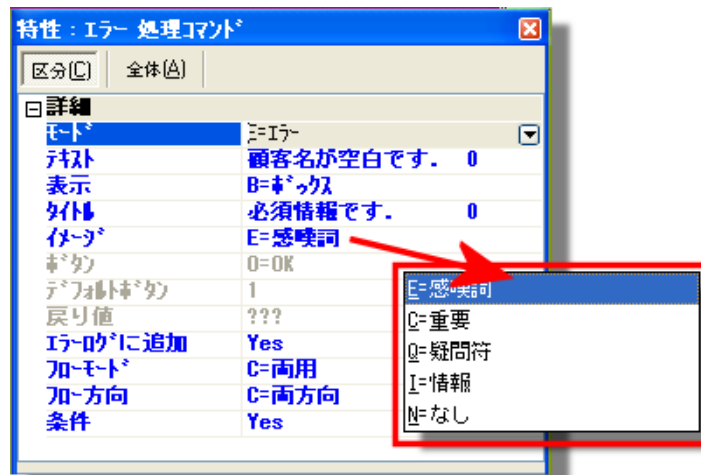 特性：ｴﾗｰ 処理ｺﾏﾝﾄﾞ
区分(C) 全体(A)
詳細
ﾓｰﾄﾞ E=ｴﾗｰ
ﾃｷｽﾄ 顧客名が空白です． 0
表示 B=ﾎﾞｯｸｽ
ﾀｲﾄﾙ 必須情報です． 0
ｲﾒｰｼﾞ E=感嘆詞
ﾎﾞﾀﾝ O=OK
ﾃﾞﾌｫﾙﾄﾎﾞﾀﾝ 1
戻り値 ???
ｴﾗｰﾛｸﾞに追加 Yes
ﾌﾛｰﾓｰﾄﾞ C=両用
ﾌﾛｰ方向 C=両方向
条件 Yes
E=感嘆詞
C=重要
Q=疑問符
I=情報
N=なし